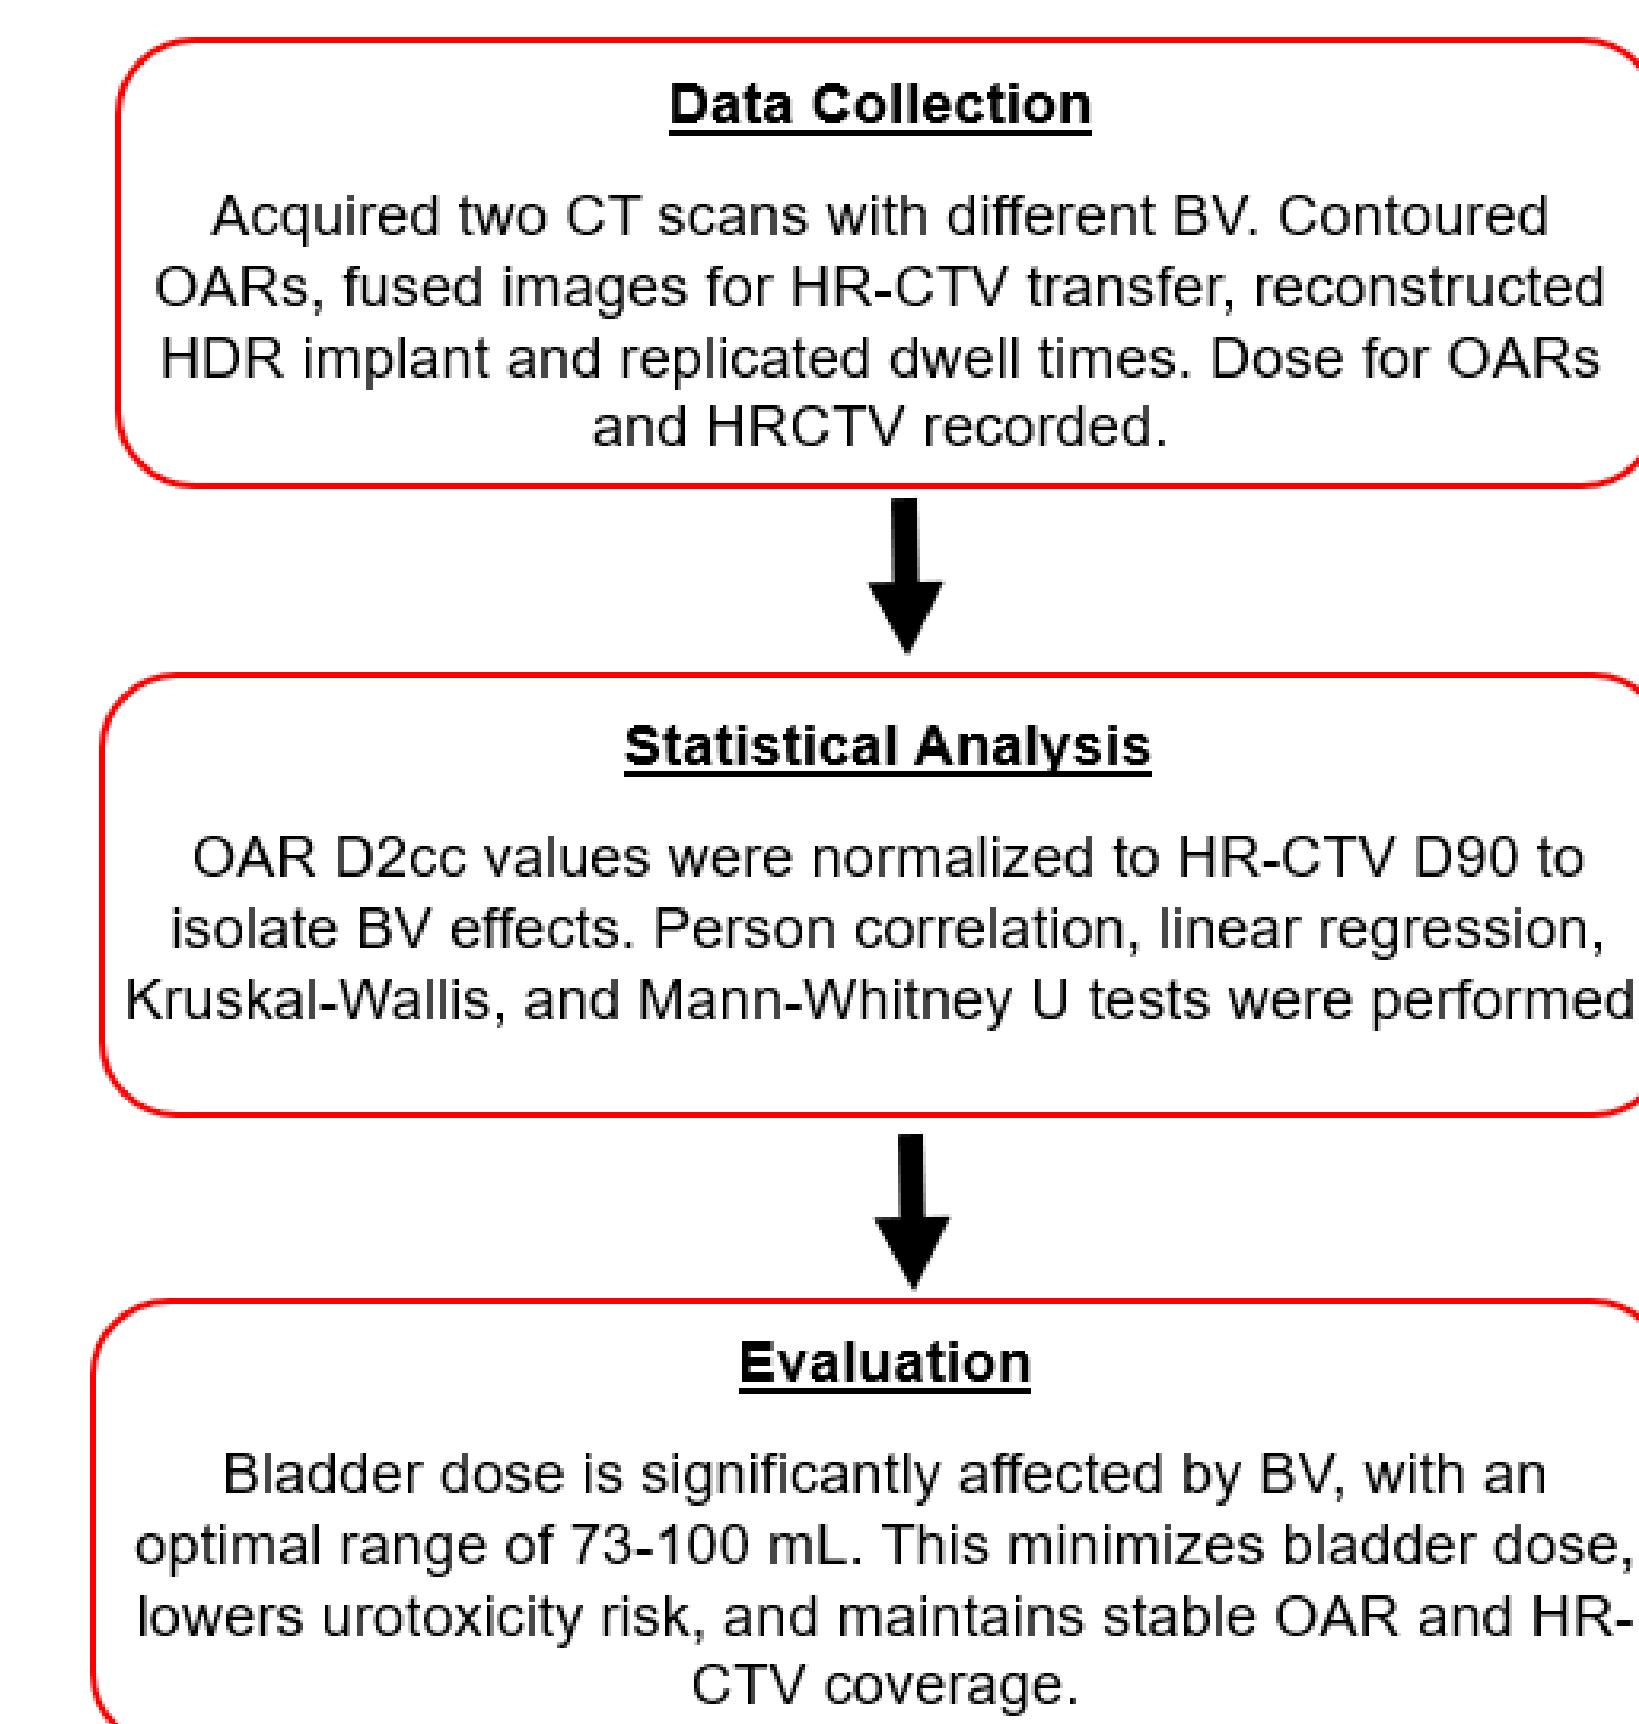 Data Collection
Acquired two CT scans with different BV. Contoured
OARs, fused images for HR-CTV transfer, reconstructed
HDR implant and replicated dwell times. Dose for OARs
and HRCTV recorded.
Statistical Analysis
OAR D2cc values were normalized to HR-CTV D90 to
isolate BV effects. Person correlation, linear regression,
Kruskal-Wallis, and Mann-Whitney U tests were performed
Evaluation
Bladder dose is significantly affected by BV, with an
optimal range of 73-100 mL. This minimizes bladder dose,
lowers urotoxicity risk, and maintains stable OAR and HR-
CTV coverage.